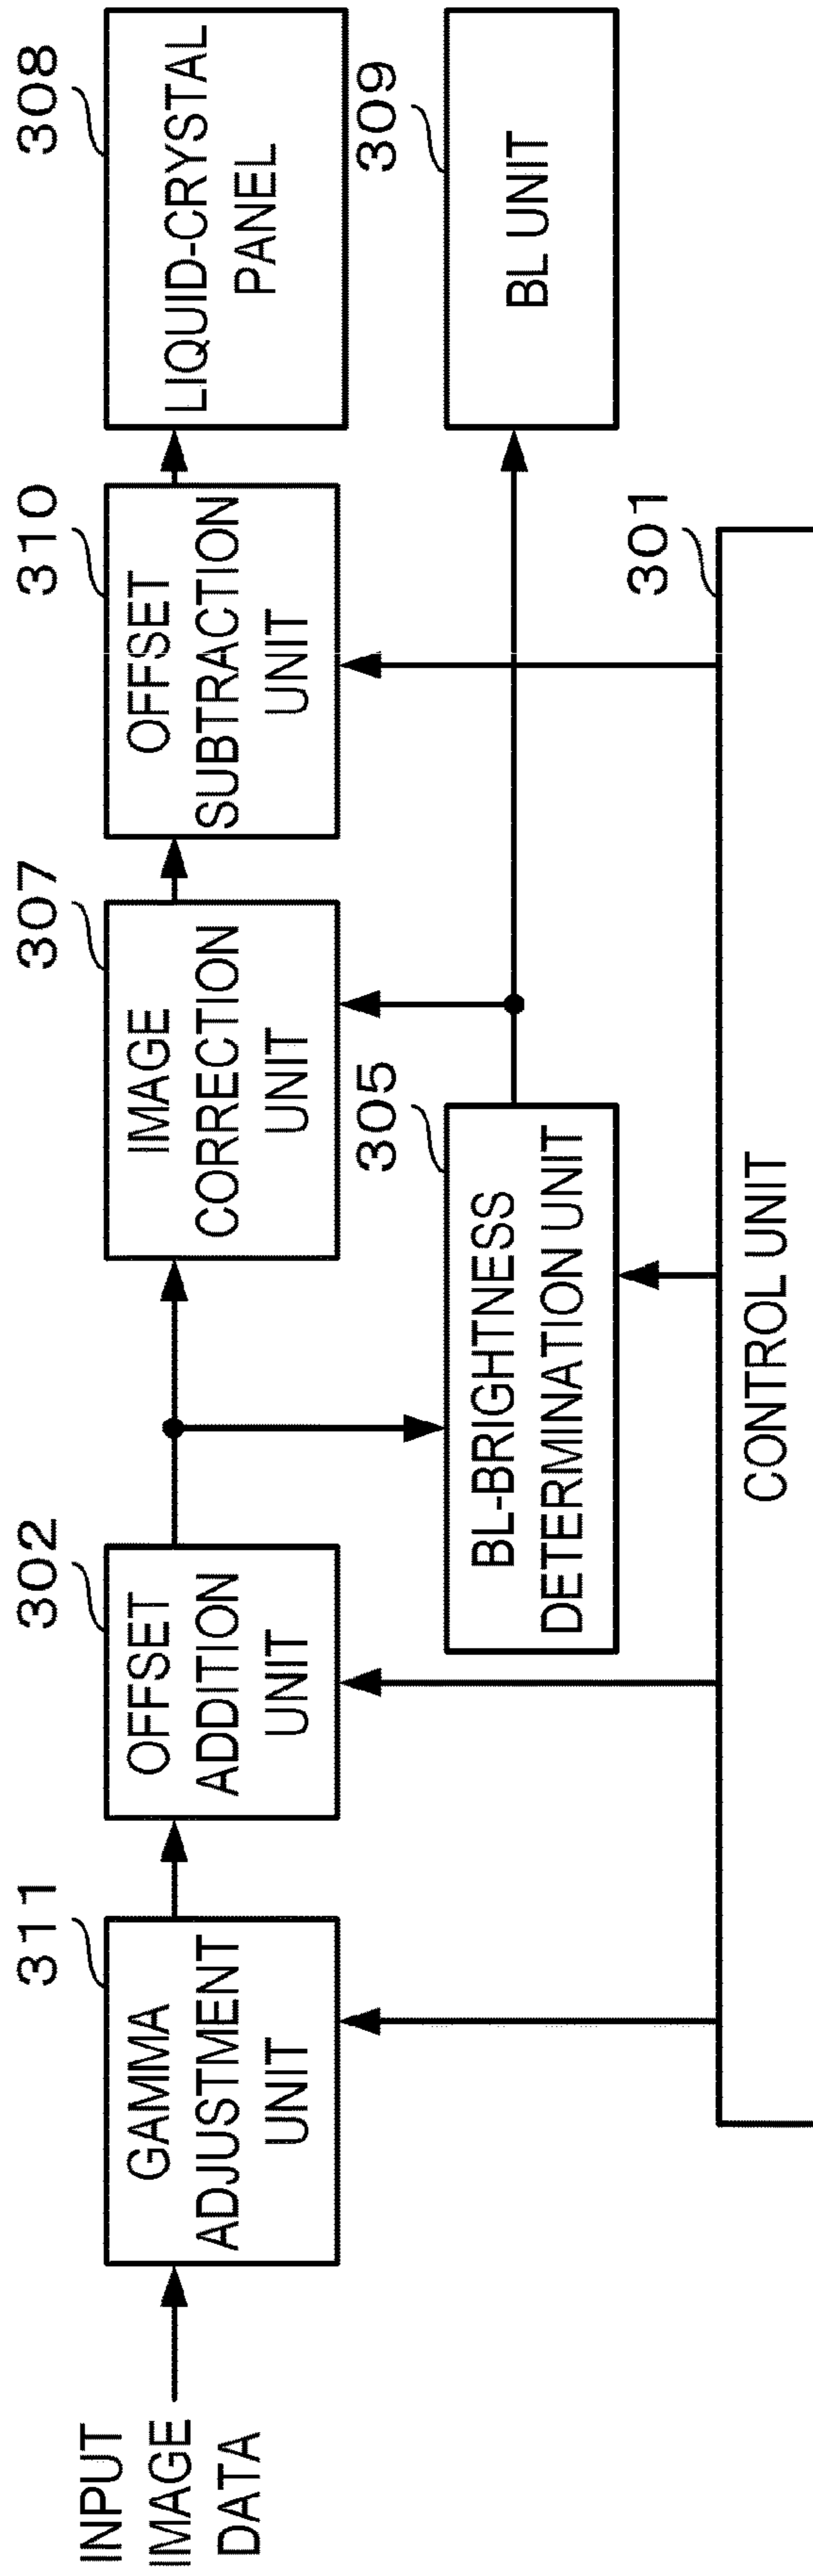 INPUT
IMAGE
DATA
311
GAMMA
ADJUSTMENT
UNIT
302
OFFSET
ADDITION
UNIT
307
IMAGE
CORRECTION
UNIT
310
OFFSET
SUBTRACTION
UNIT
308
LIQUID-CRYSTAL
PANEL
305
BL-BRIGHTNESS
DETERMINATION UNIT
309
BL UNIT
301
CONTROL UNIT